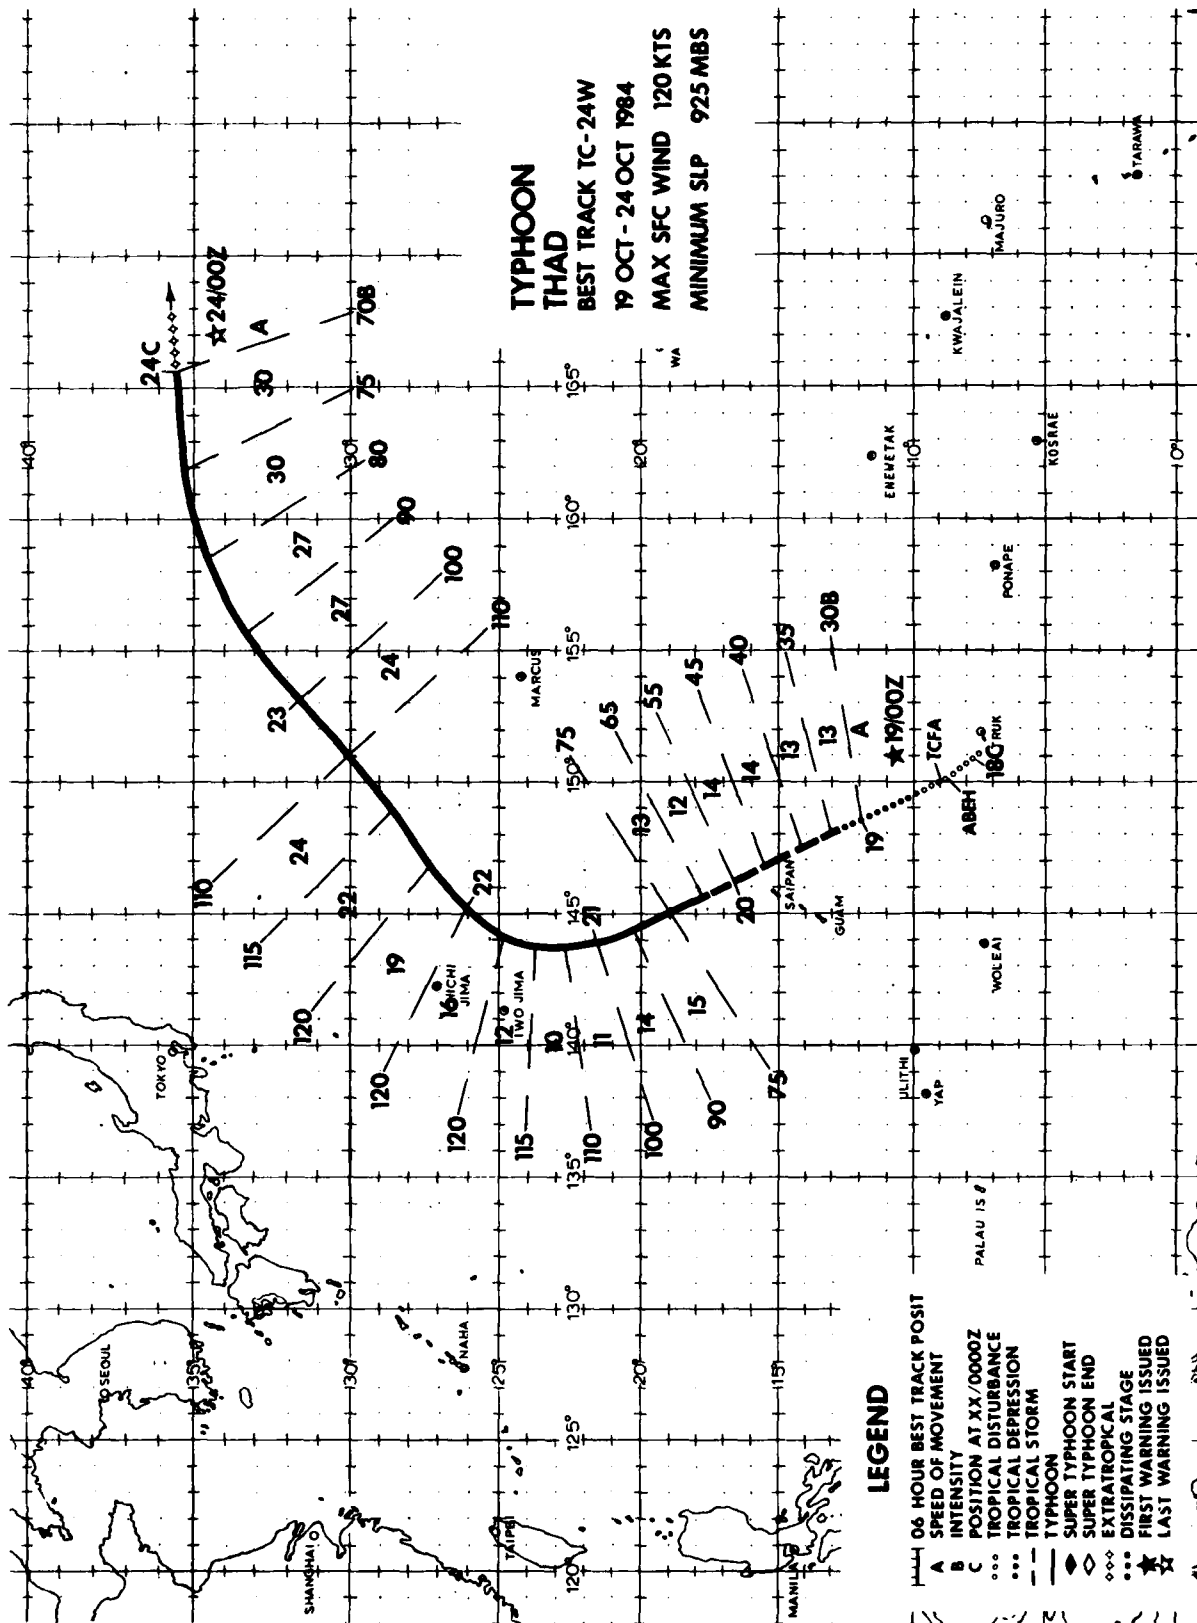 TYPHOON
THAD
BEST TRACK TC-24W
19 OCT - 24 OCT 1984
MAX SFC WIND 120 KTS
MINIMUM SLP 925 MBS
LEGEND
06 HOUR BEST TRACK POSIT
A SPEED OF MOVEMENT
B INTENSITY
C POSITION AT XX/0000Z
TROPICAL DISTURBANCE
TROPICAL DEPRESSION
TROPICAL STORM
TYPHOON
SUPER TYPHOON START
SUPER TYPHOON END
EXTRATROPICAL
DISSIPATING STAGE
FIRST WARNING ISSUED
LAST WARNING ISSUED
24C
☆24/00Z
A
70B
30
75
30
80
27
90
27
100
24
110
23
24
110
22
115
19
120
22
16
120
12
120
10
115
11
110
21
14
100
15
90
75
13
75
12
65
14
55
14
45
20
13
40
13
35
A
30B
19
★19/00Z
TCFA
ABEH
18C
TRUK
40°
35°
30°
25°
20°
15°
10°
0°
120°
125°
130°
135°
140°
145°
150°
155°
160°
165°
SEOUL
TOKYO
SHANGHAI
NAHA
TAIPEI
MANILA
CHICHI
JIMA
IWO JIMA
MARCUS
WA
SAIPAN
GUAM
ULITHI
YAP
PALAU IS
WOLEAI
ENEWETAK
PONAPE
KOSRAE
KWAJALEIN
MAJURO
TARAWA